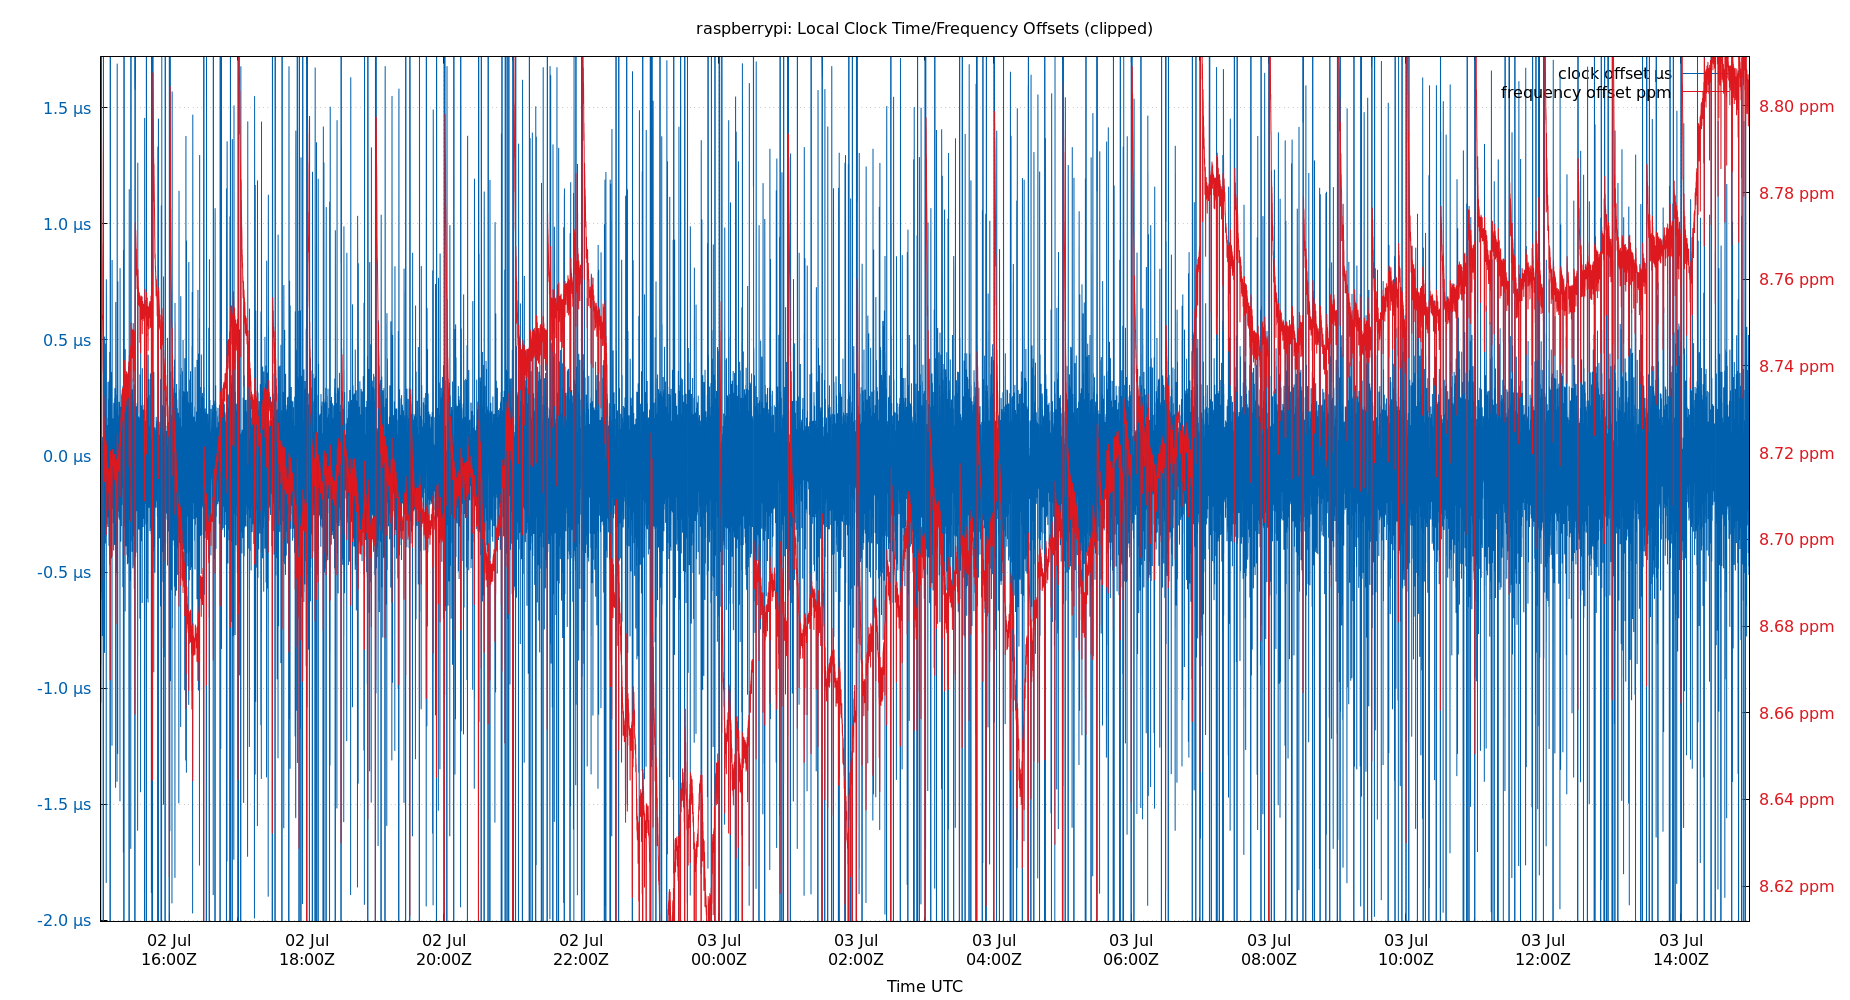 raspberrypi: Local Clock Time/Frequency Offsets (clipped)
clock offset µs
frequency offset ppm
1.5 µs
1.0 µs
0.5 µs
0.0 µs
-0.5 µs
-1.0 µs
-1.5 µs
-2.0 µs
8.80 ppm
8.78 ppm
8.76 ppm
8.74 ppm
8.72 ppm
8.70 ppm
8.68 ppm
8.66 ppm
8.64 ppm
8.62 ppm
02 Jul 02 Jul 02 Jul 02 Jul 03 Jul 03 Jul 03 Jul 03 Jul 03 Jul 03 Jul 03 Jul 03 Jul
16:00Z 18:00Z 20:00Z 22:00Z 00:00Z 02:00Z 04:00Z 06:00Z 08:00Z 10:00Z 12:00Z 14:00Z
Time UTC